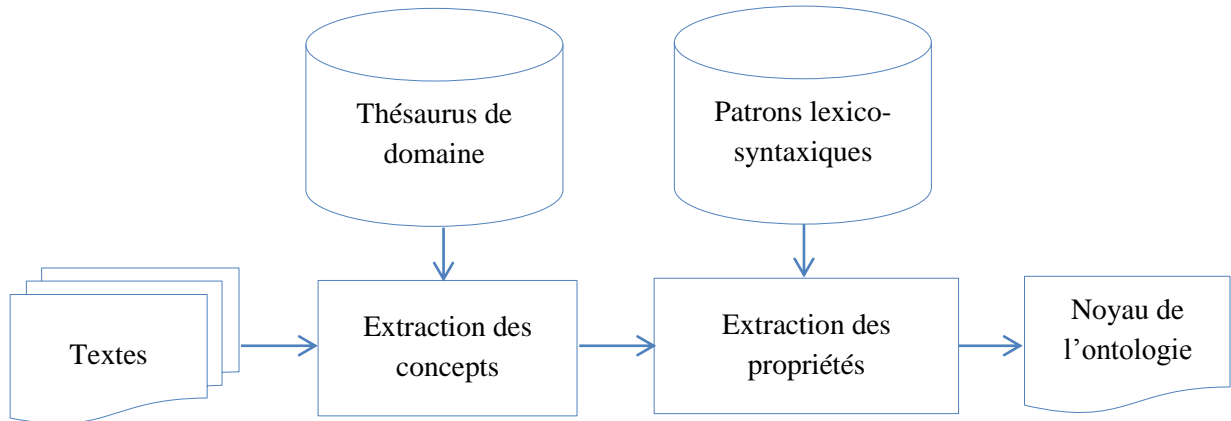 Thésaurus de
domaine
Patrons lexico-
syntaxiques
Textes
Extraction des
concepts
Extraction des
propriétés
Noyau de
l’ontologie